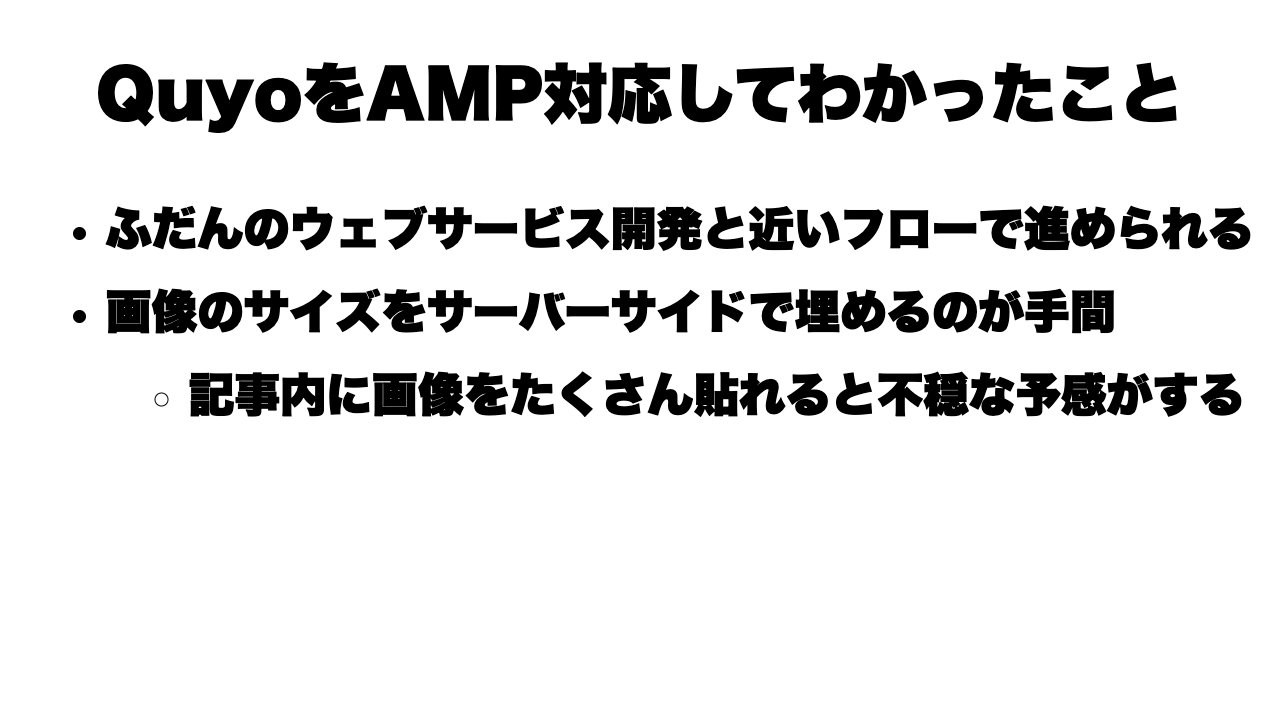 QuyoをAMP対応してわかったこと
• ふだんのウェブサービス開発と近いフローで進められる
• 画像のサイズをサーバーサイドで埋めるのが手間
○ 記事内に画像をたくさん貼れると不穏な予感がする